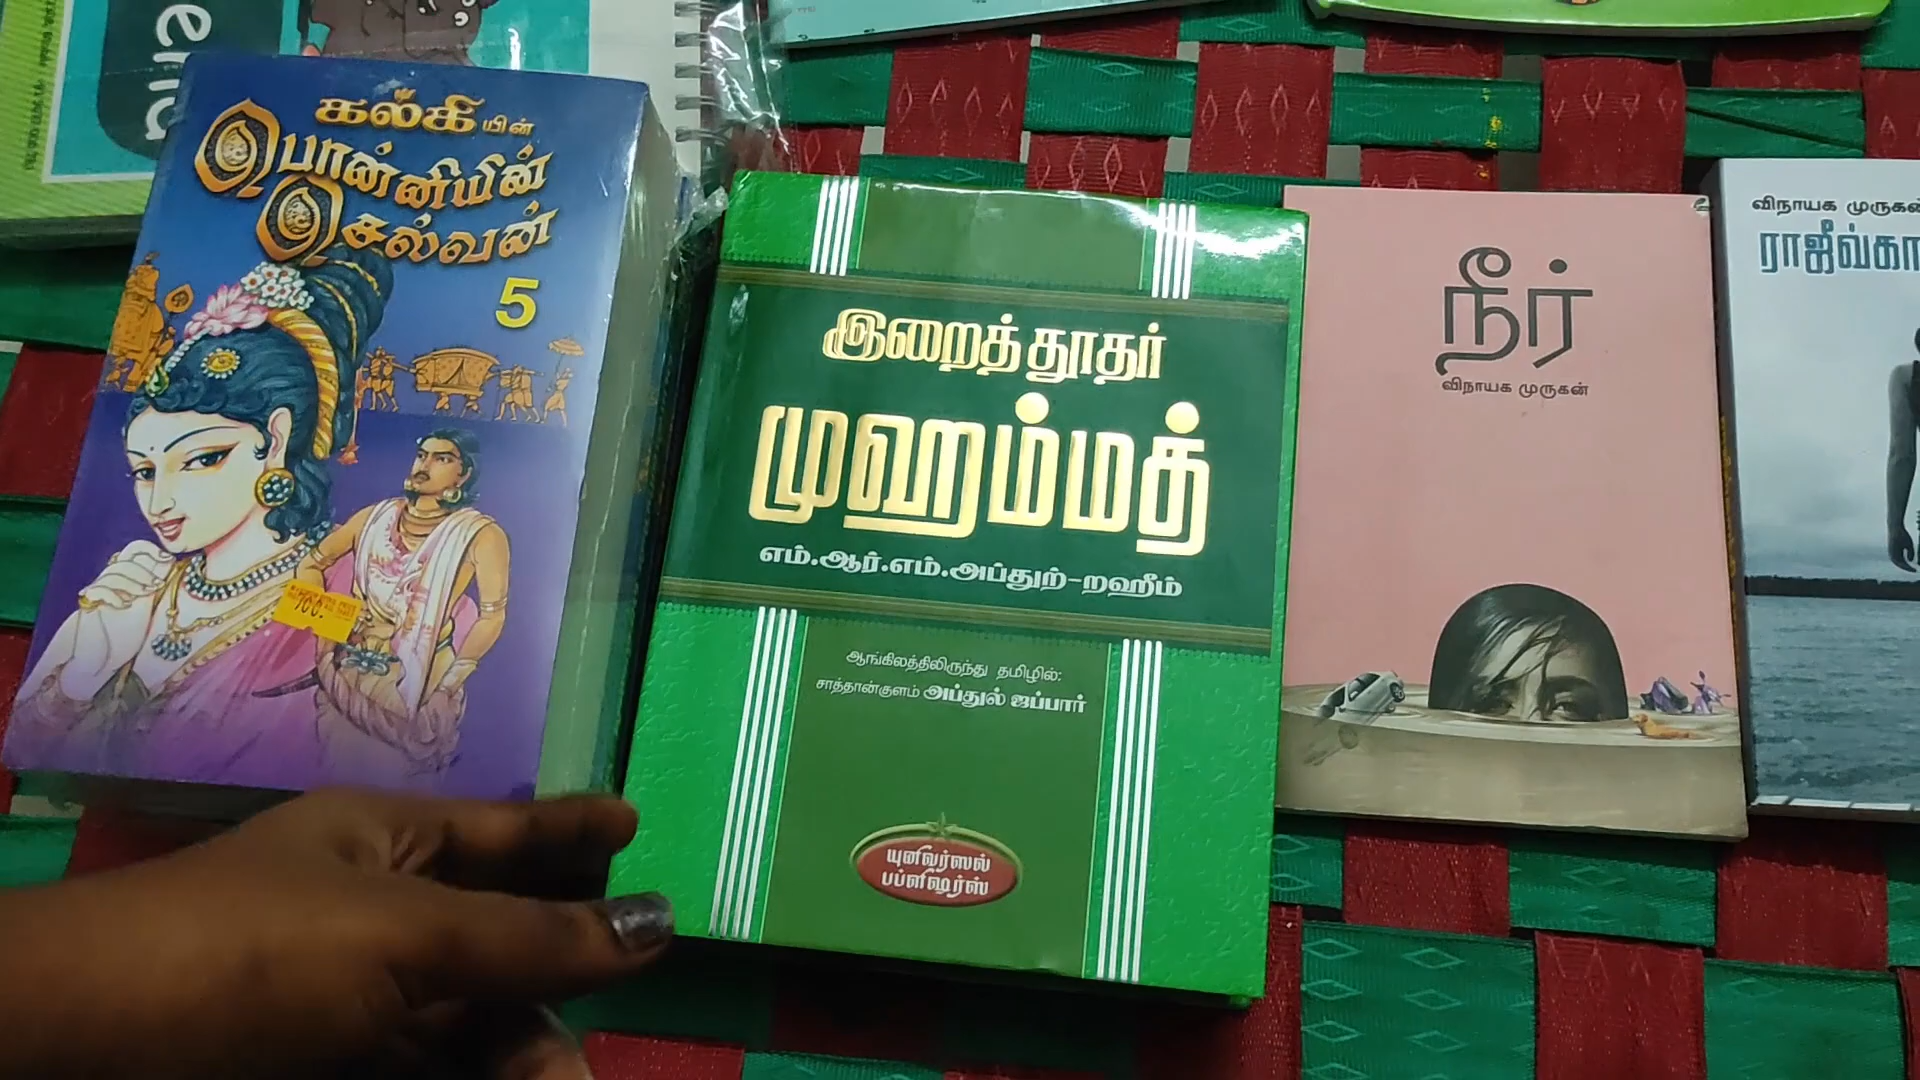 கல்கியின்
பொன்னியின்
செல்வன்
5
இறைத்தூதர்
முஹம்மத்
எம்.ஆர்.எம்.அப்துற்-றஹீம்
ஆங்கிலத்திலிருந்து தமிழில்:
சாத்தான்குளம் அப்துல் ஜப்பார்
யுனிவர்ஸல்
பப்ளிஷர்ஸ்
நீர்
விநாயக முருகன்
விநாயக முருகன்
ராஜீவ்கா